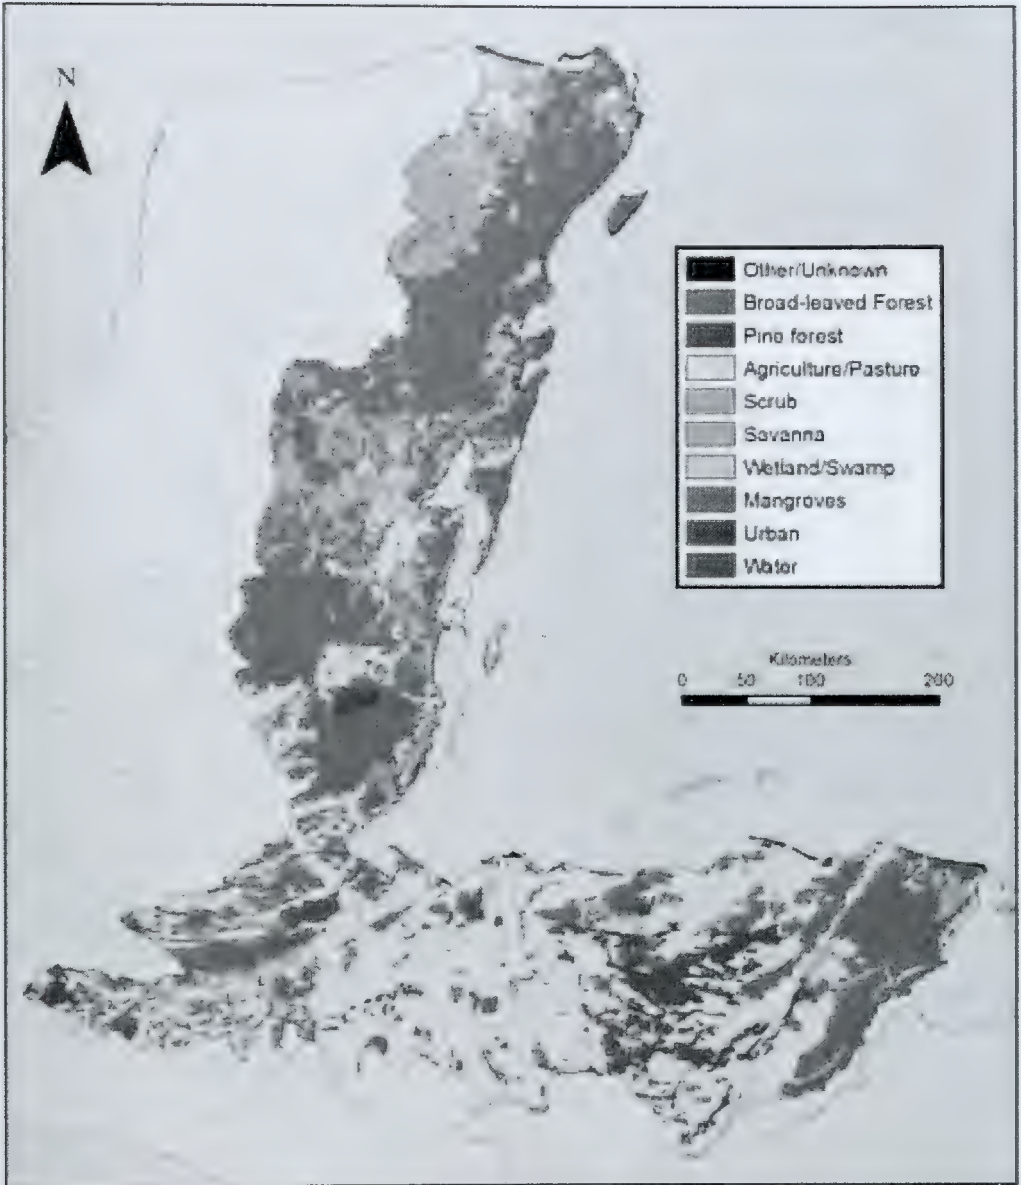 N
Other/Unknown
Broad-leaved Forest
Pine forest
Agriculture/Pasture
Scrub
Savanna
Wetland/Swamp
Mangroves
Urban
Water
Kilometers
0 50 100 200